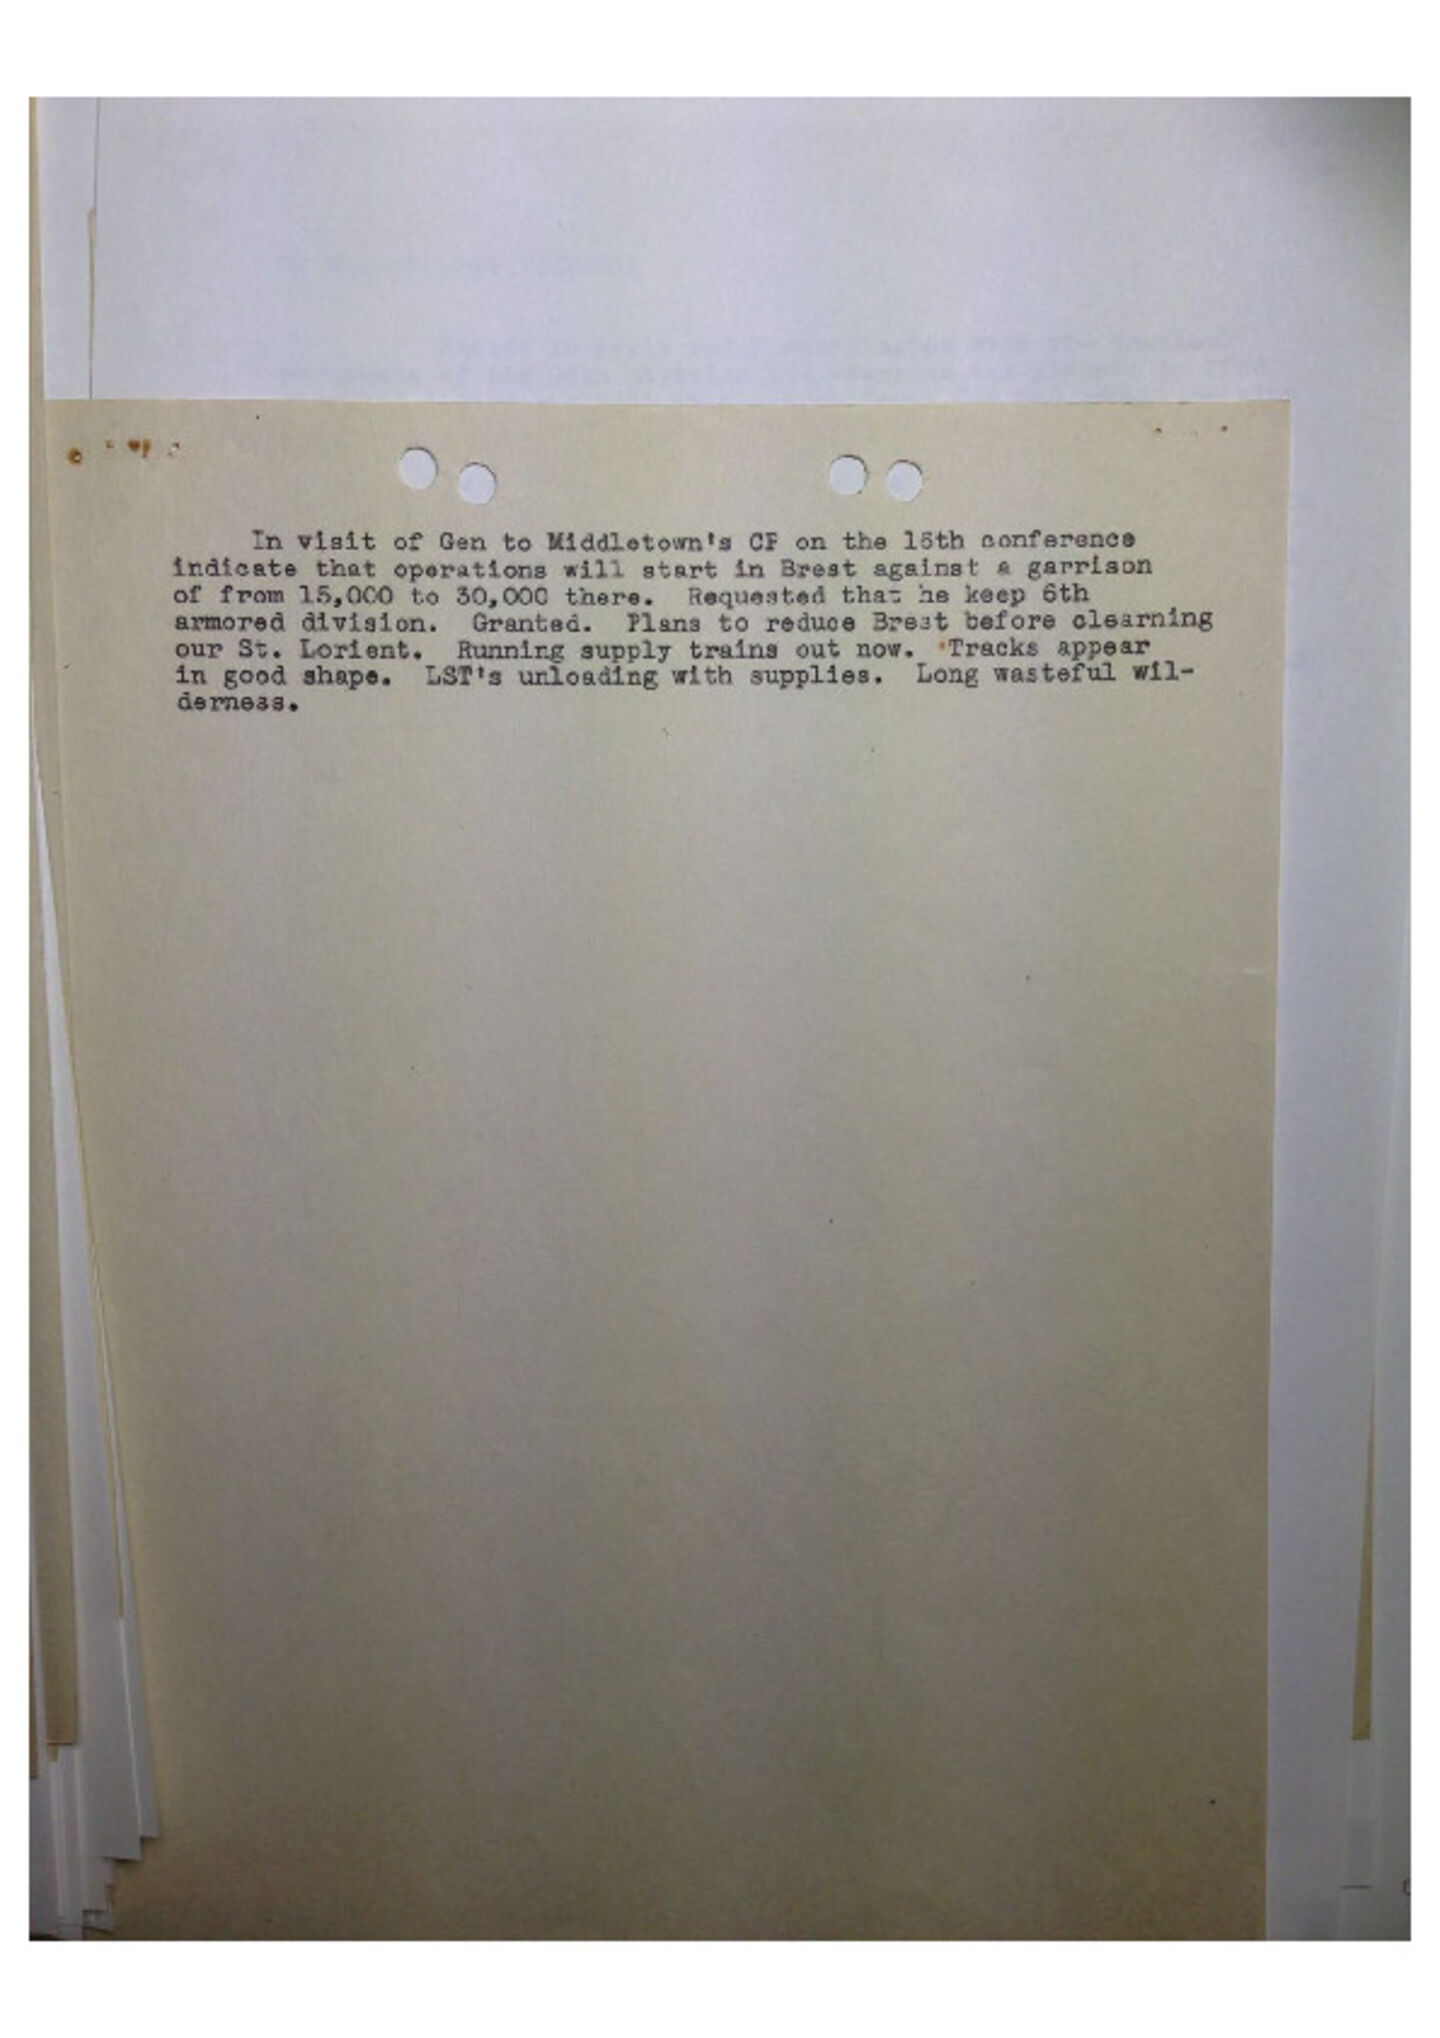 In visit of Gen to Middletown's CP on the 15th conference
indicate that operations will start in Brest against a garrison
of from 15,000 to 30,000 there. Requested that he keep 6th
armored division. Granted. Plans to reduce Brest before clearning
our St. Lorient. Running supply trains out now. Tracks appear
in good shape. LST's unloading with supplies. Long wasteful wil-
derness.